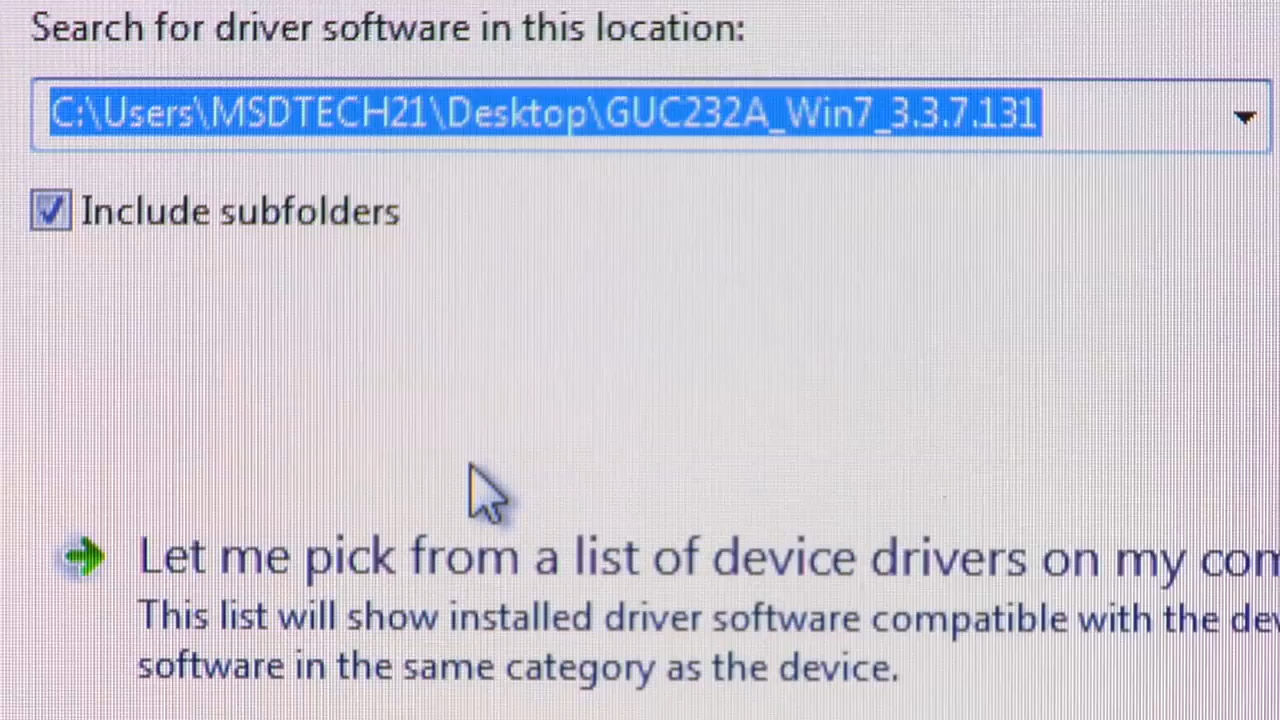 Search for driver software in this location:
C:\Users\MSDTECH21\Desktop\GUC232A_Win7_3.3.7.131
Include subfolders
Let me pick from a list of device drivers on my com
This list will show installed driver software compatible with the dev
software in the same category as the device.